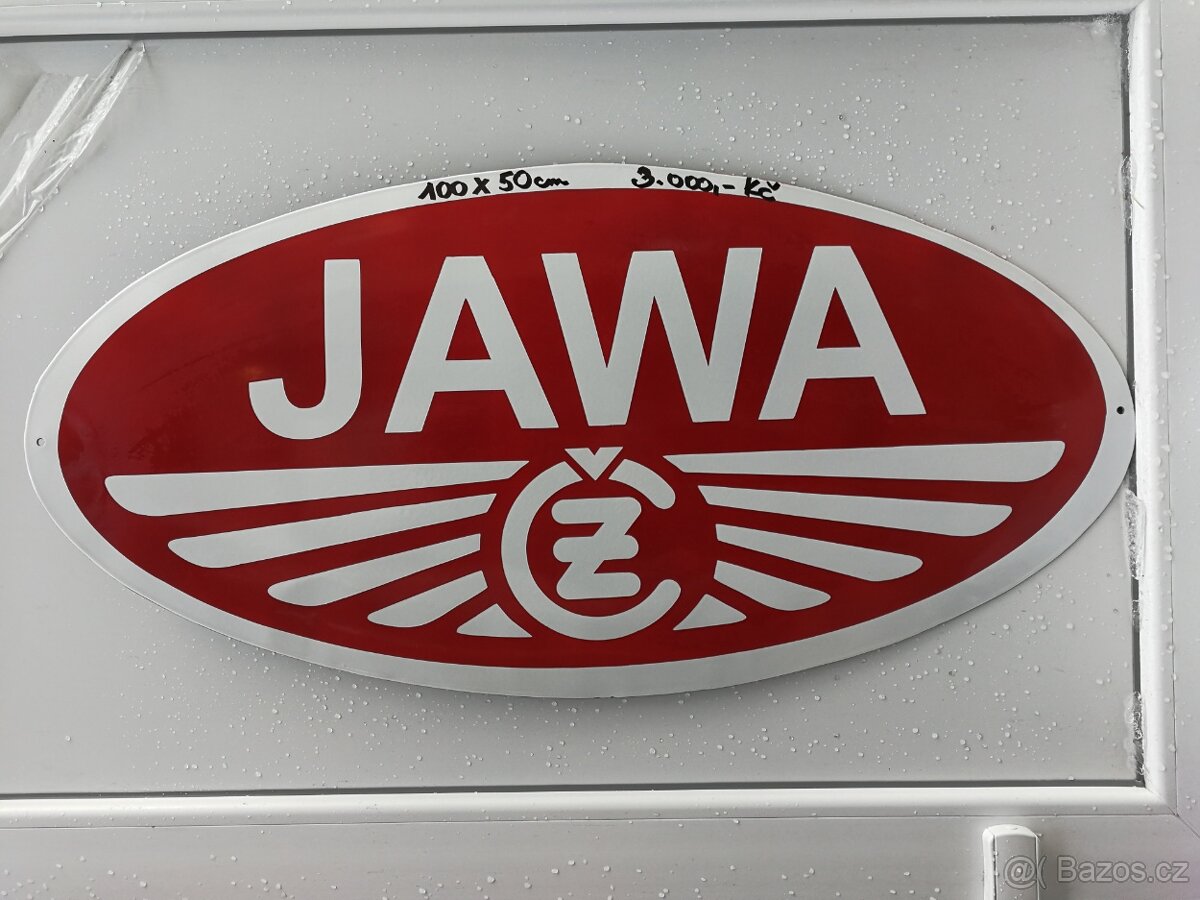 100 x 50cm 3.000,- Kč
JAWA
ČZ
@( Bazos.cz